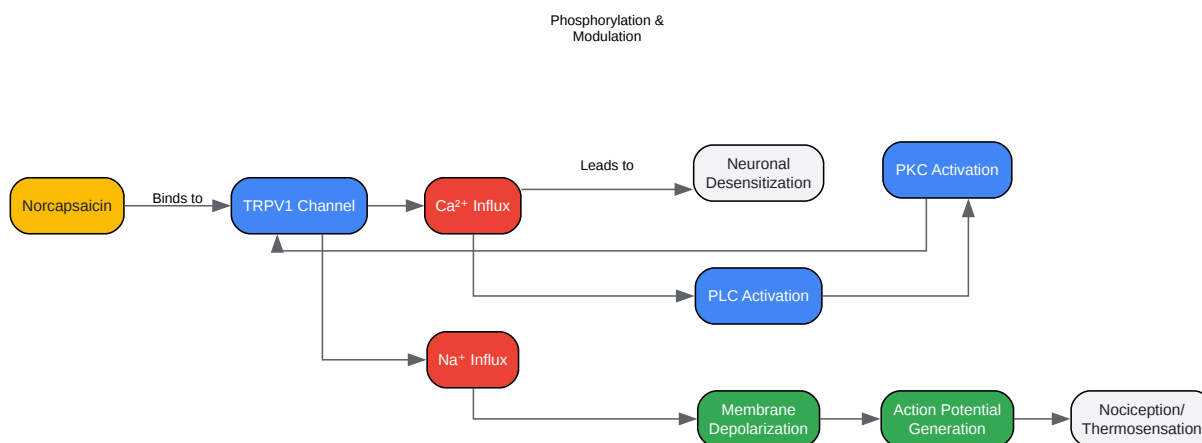 Phosphorylation &
Modulation
Neuronal
Desensitization
Leads to
PKC Activation
Norcapsaicin
Binds to
TRPV1 Channel
Ca²⁺ Influx
PLC Activation
Na⁺ Influx
Membrane
Depolarization
Action Potential
Generation
Nociception/
Thermosensation